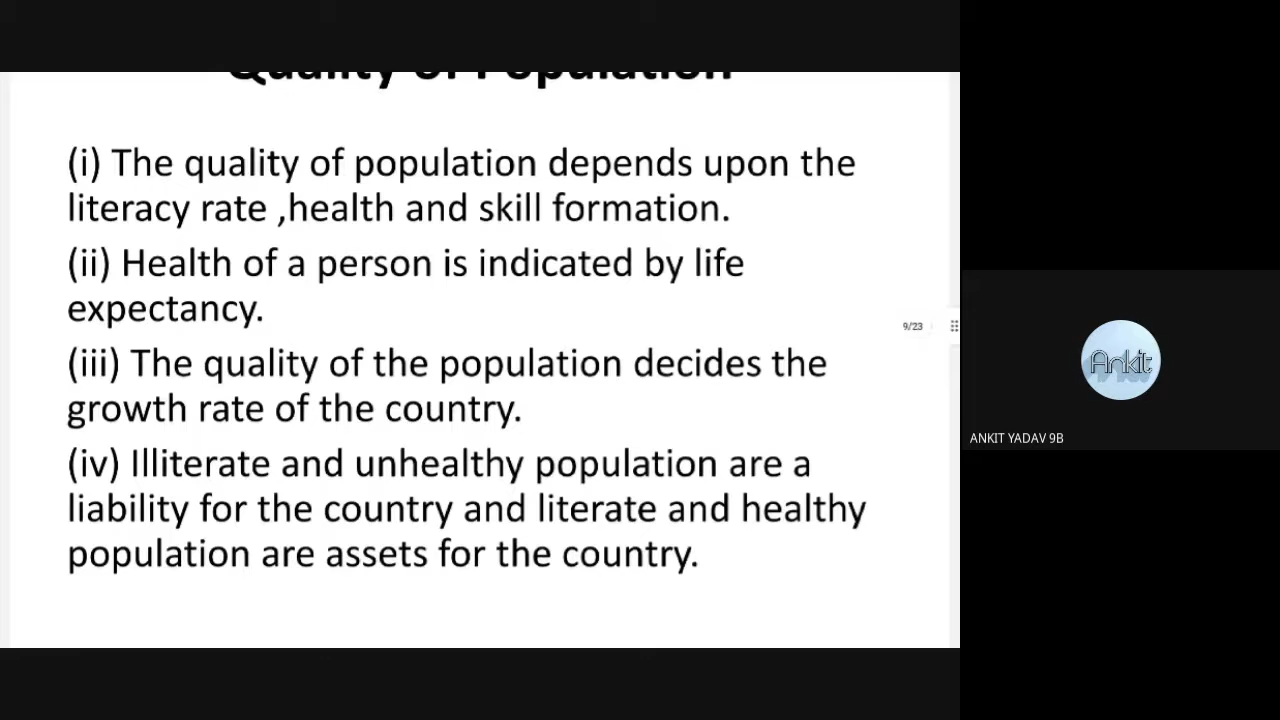 Quality of Population
(i) The quality of population depends upon the
literacy rate ,health and skill formation.
(ii) Health of a person is indicated by life
expectancy.
(iii) The quality of the population decides the
growth rate of the country.
(iv) Illiterate and unhealthy population are a
liability for the country and literate and healthy
population are assets for the country.
9/23
Ankit
ANKIT YADAV 9B